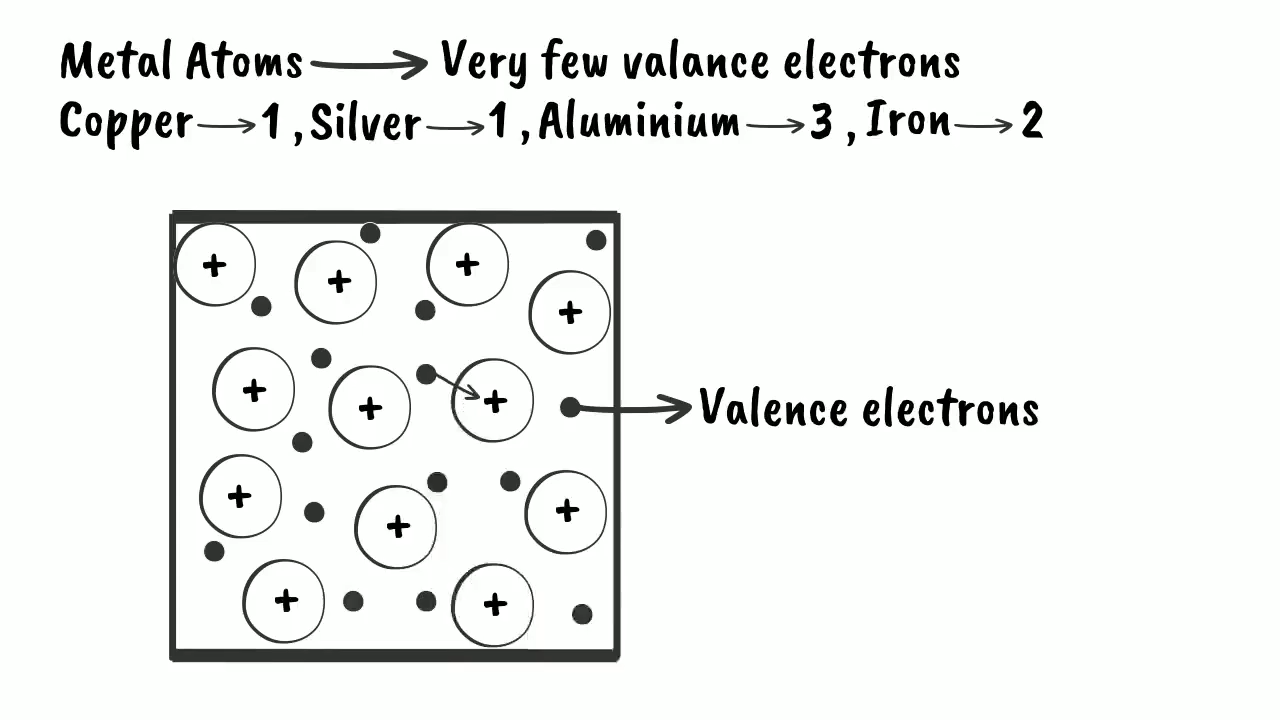 Metal Atoms → Very few valance electrons
Copper → 1 , Silver → 1 , Aluminium → 3 , Iron → 2
+ + + +
+ + + Valence electrons
+ + +
+ +